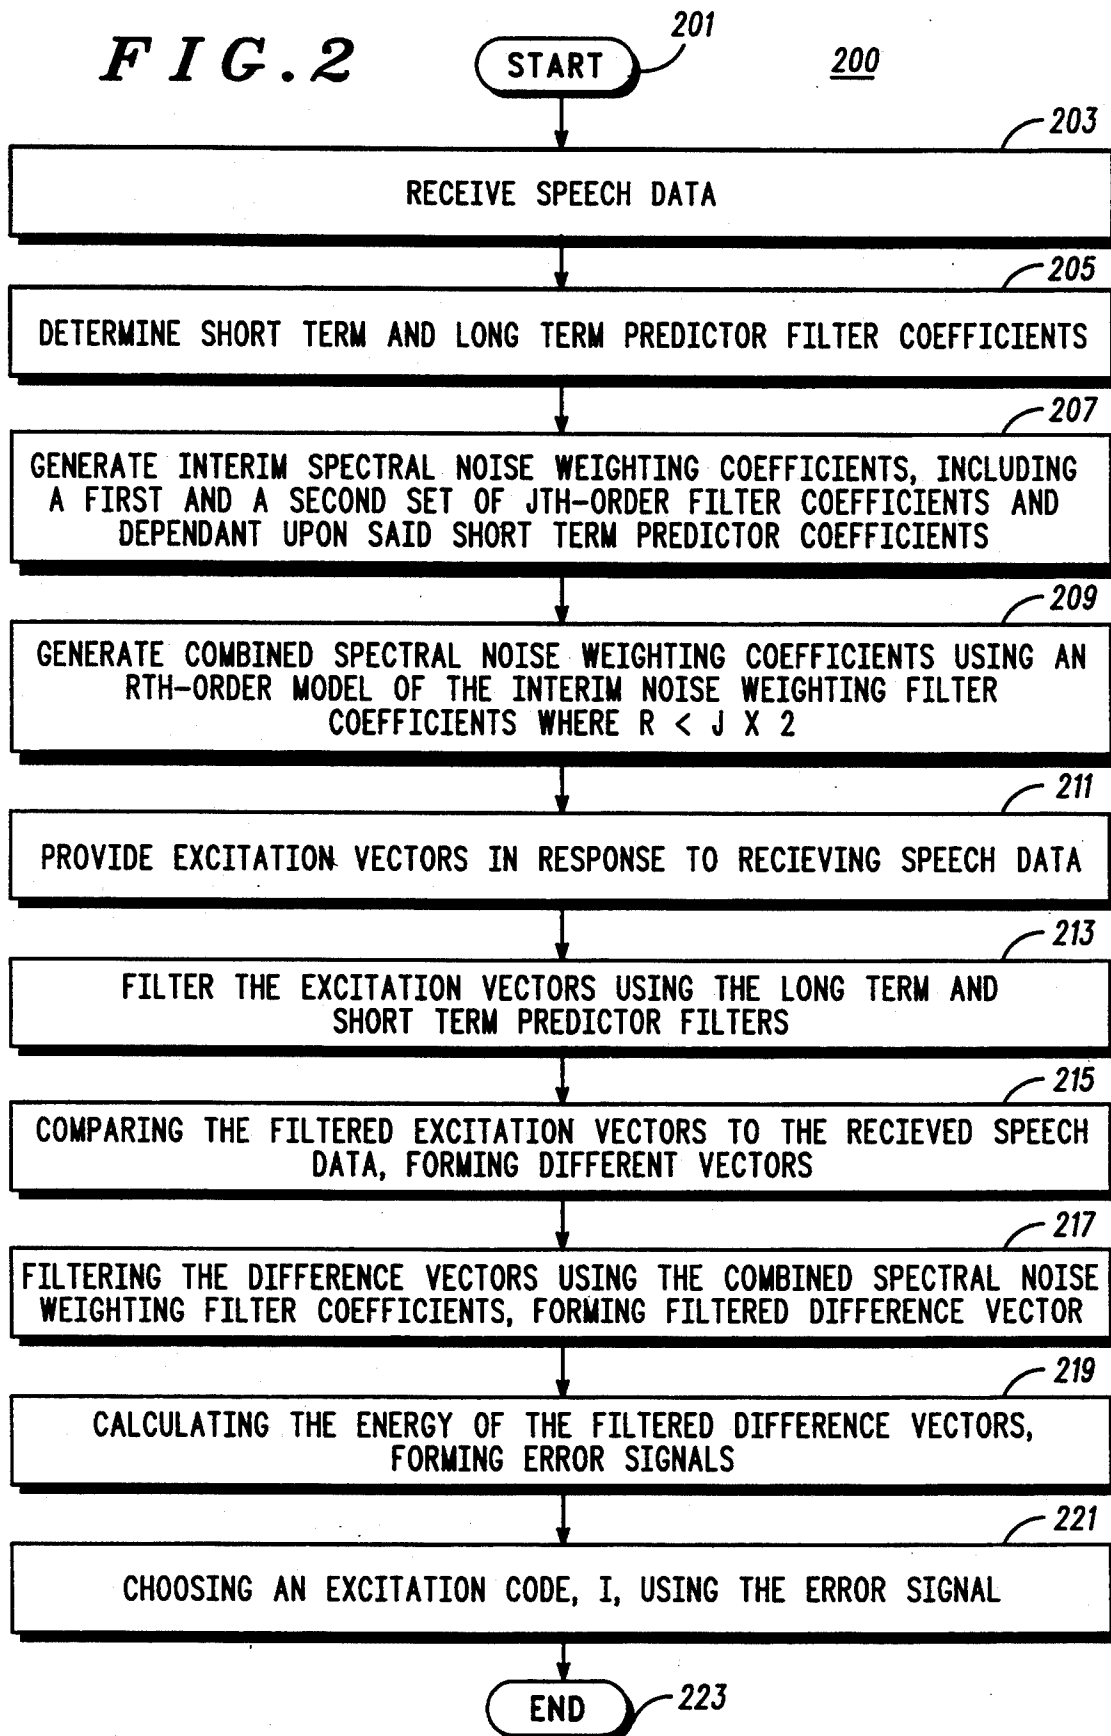 FIG.2
START
201
200
203
RECEIVE SPEECH DATA
205
DETERMINE SHORT TERM AND LONG TERM PREDICTOR FILTER COEFFICIENTS
207
GENERATE INTERIM SPECTRAL NOISE WEIGHTING COEFFICIENTS, INCLUDING
A FIRST AND A SECOND SET OF JTH-ORDER FILTER COEFFICIENTS AND
DEPENDANT UPON SAID SHORT TERM PREDICTOR COEFFICIENTS
209
GENERATE COMBINED SPECTRAL NOISE WEIGHTING COEFFICIENTS USING AN
RTH-ORDER MODEL OF THE INTERIM NOISE WEIGHTING FILTER
COEFFICIENTS WHERE R < J X 2
211
PROVIDE EXCITATION VECTORS IN RESPONSE TO RECIEVING SPEECH DATA
213
FILTER THE EXCITATION VECTORS USING THE LONG TERM AND
SHORT TERM PREDICTOR FILTERS
215
COMPARING THE FILTERED EXCITATION VECTORS TO THE RECIEVED SPEECH
DATA, FORMING DIFFERENT VECTORS
217
FILTERING THE DIFFERENCE VECTORS USING THE COMBINED SPECTRAL NOISE
WEIGHTING FILTER COEFFICIENTS, FORMING FILTERED DIFFERENCE VECTOR
219
CALCULATING THE ENERGY OF THE FILTERED DIFFERENCE VECTORS,
FORMING ERROR SIGNALS
221
CHOOSING AN EXCITATION CODE, I, USING THE ERROR SIGNAL
END
223